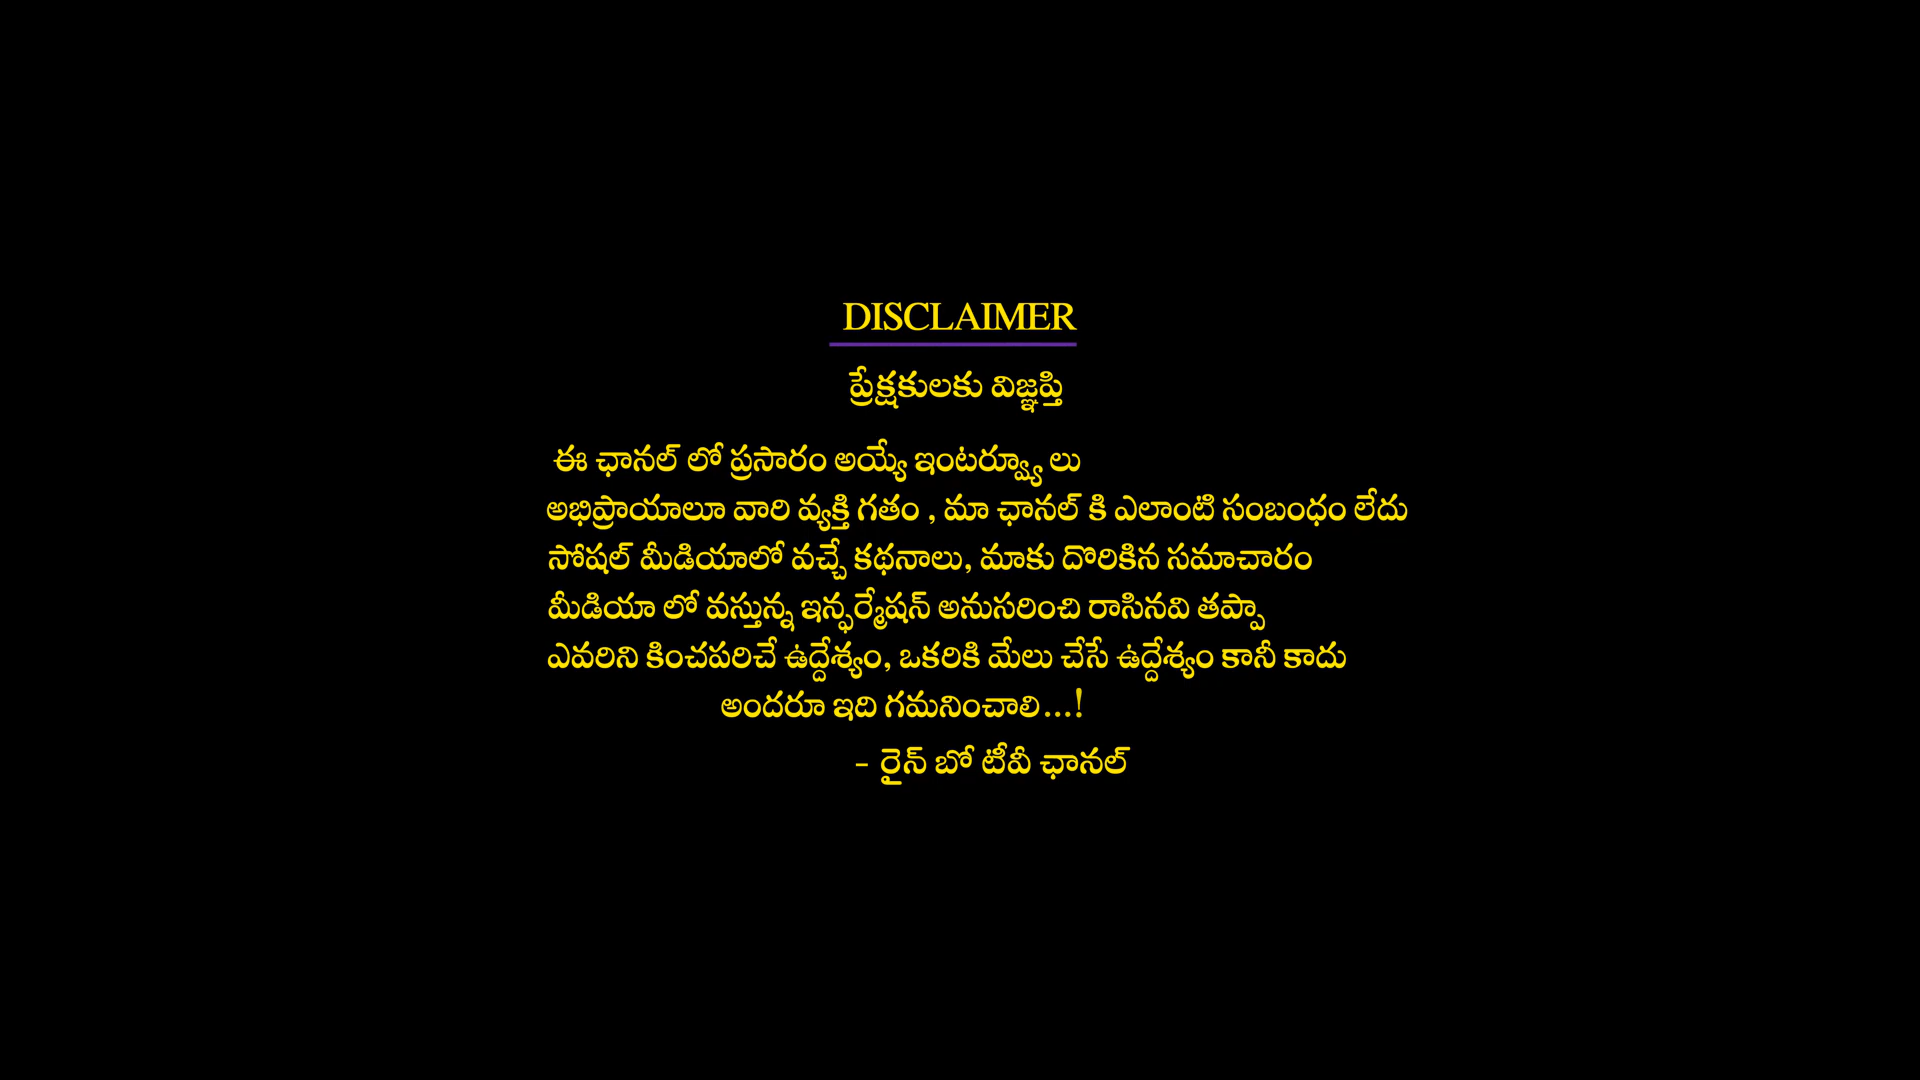 DISCLAIMER
ప్రేక్షకులకు విజ్ఞప్తి
ఈ ఛానల్ లో ప్రసారం అయ్యే ఇంటర్వ్యూ లు
అభిప్రాయాలూ వారి వ్యక్తి గతం , మా ఛానల్ కి ఎలాంటి సంబంధం లేదు
సోషల్ మీడియాలో వచ్చే కథనాలు, మాకు దొరికిన సమాచారం
మీడియా లో వస్తున్న ఇన్ఫర్మేషన్ అనుసరించి రాసినవి తప్పా
ఎవరిని కించపరిచే ఉద్దేశ్యం, ఒకరికి మేలు చేసే ఉద్దేశ్యం కానీ కాదు
అందరూ ఇది గమనించాలి...!
- రైన్ బో టీవీ ఛానల్